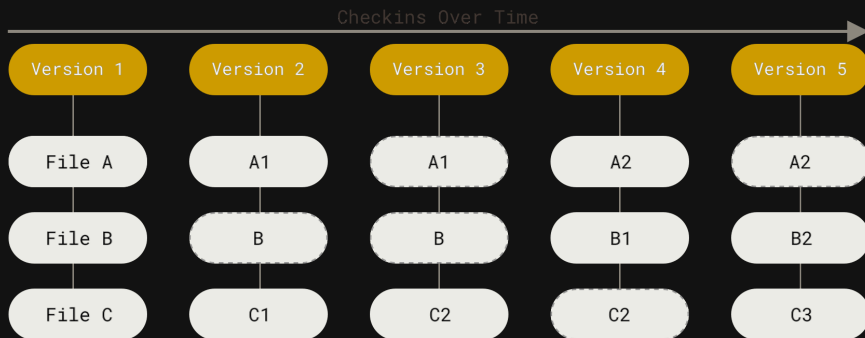 Checkins Over Time
Version 1 Version 2 Version 3 Version 4 Version 5
File A A1 A1 A2 A2
File B B B B1 B2
File C C1 C2 C2 C3